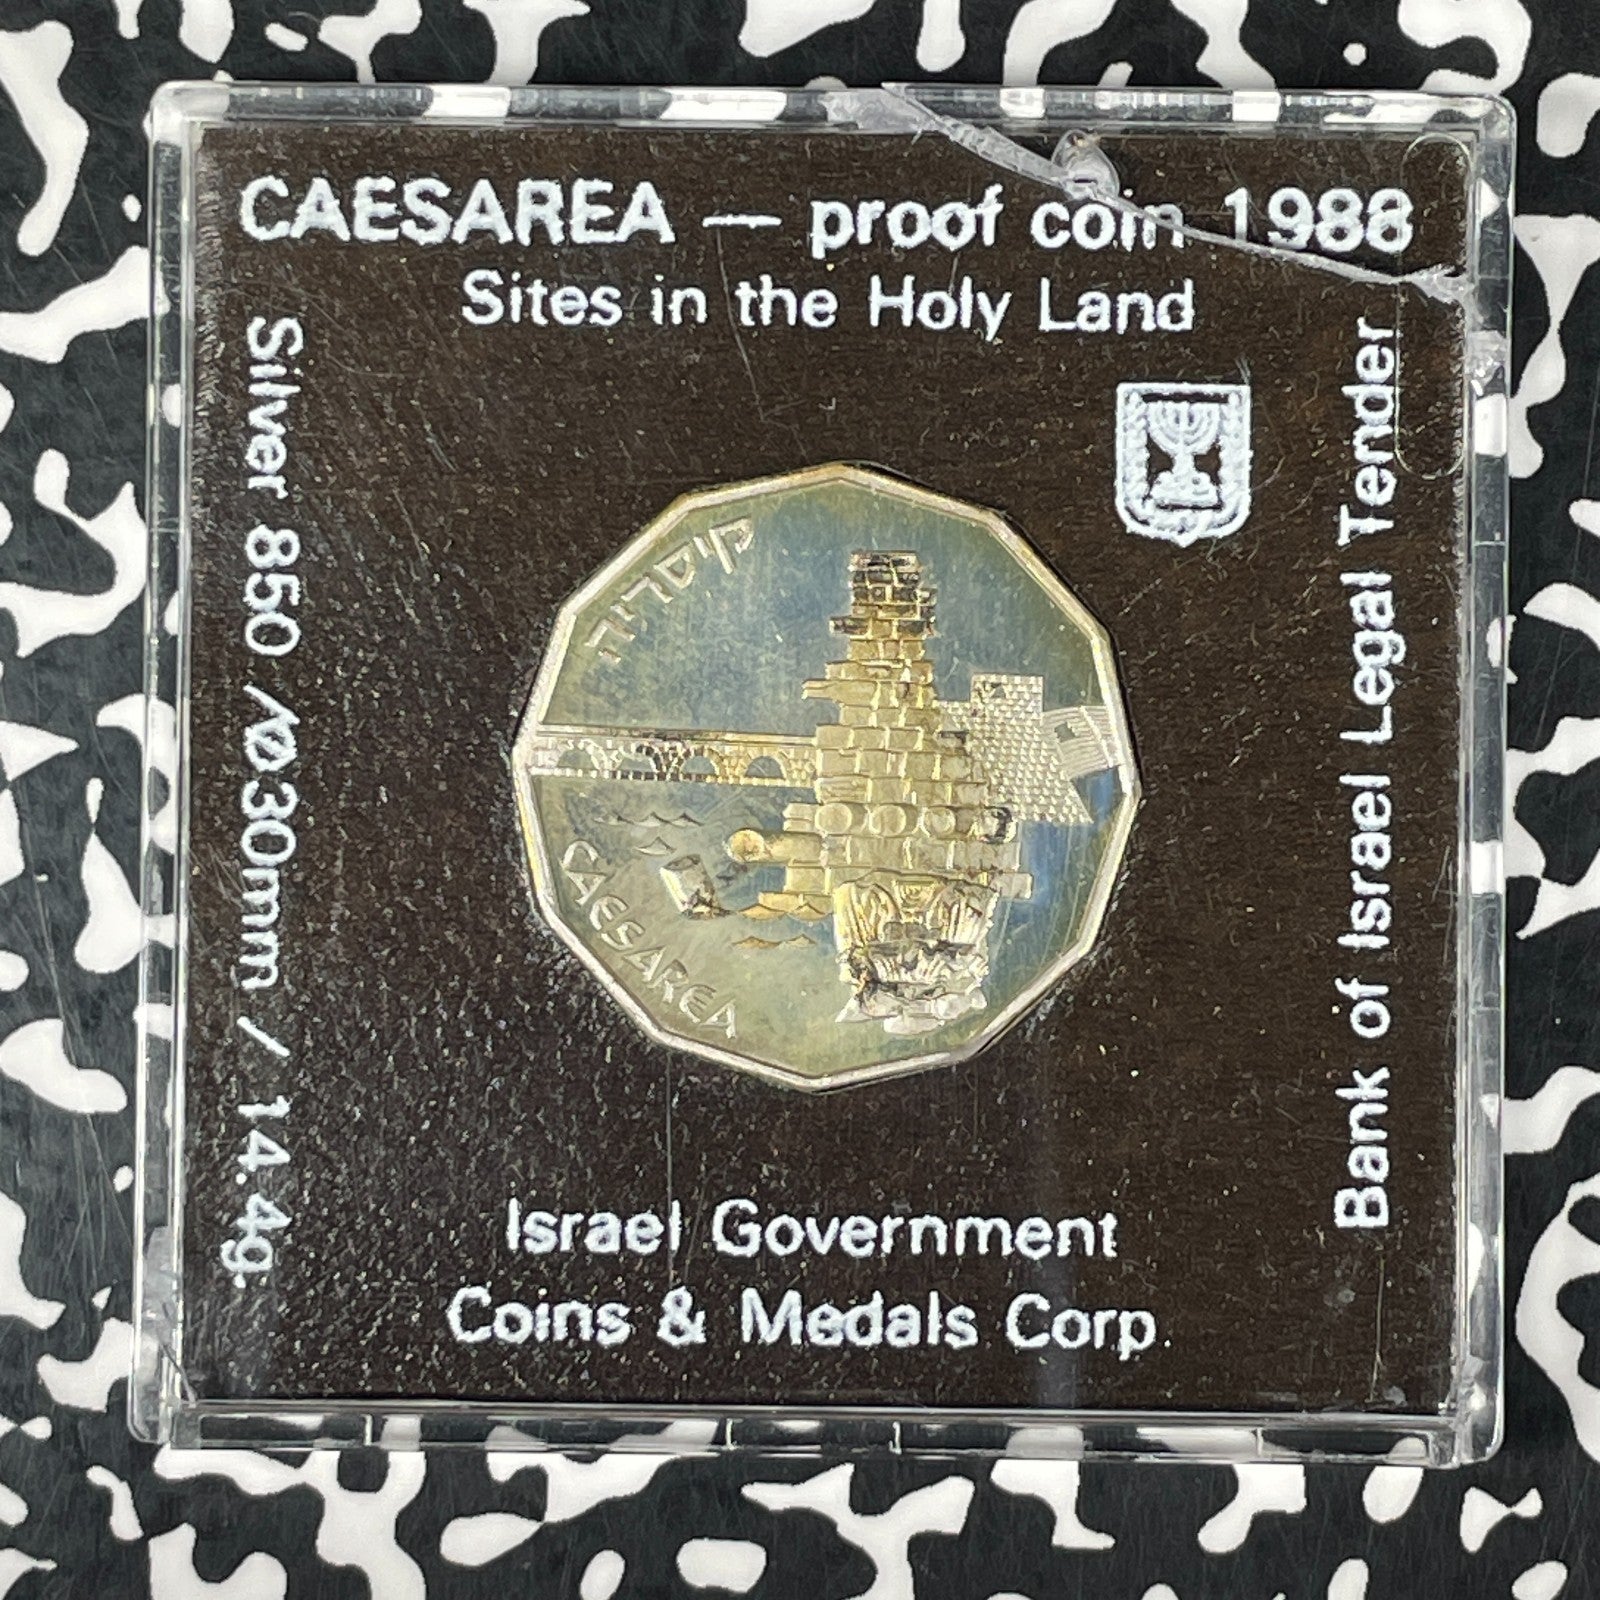 CAESAREA — proof coin 1988
Sites in the Holy Land
Silver 850 /⌀30mm / 14.4g.
Bank of Israel Legal Tender
קיסריה
CAESAREA
Israel Government
Coins & Medals Corp.